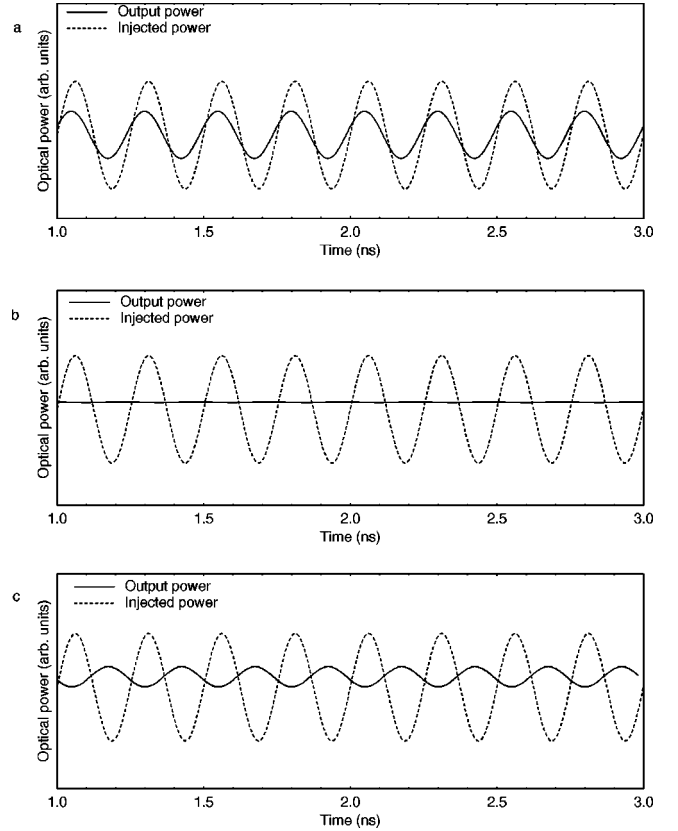 a
Output power
Injected power
Optical power (arb. units)
1.0 1.5 2.0 2.5 3.0
Time (ns)
b
Output power
Injected power
Optical power (arb. units)
1.0 1.5 2.0 2.5 3.0
Time (ns)
c
Output power
Injected power
Optical power (arb. units)
1.0 1.5 2.0 2.5 3.0
Time (ns)